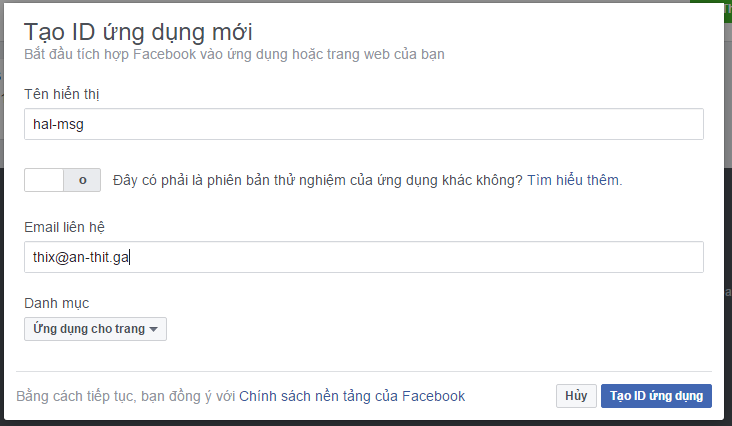 Tạo ID ứng dụng mới
Bắt đầu tích hợp Facebook vào ứng dụng hoặc trang web của bạn
Tên hiển thị
hal-msg
o Đây có phải là phiên bản thử nghiệm của ứng dụng khác không? Tìm hiểu thêm.
Email liên hệ
thix@an-thit.ga
Danh mục
Ứng dụng cho trang
Bằng cách tiếp tục, bạn đồng ý với Chính sách nền tảng của Facebook Hủy Tạo ID ứng dụng